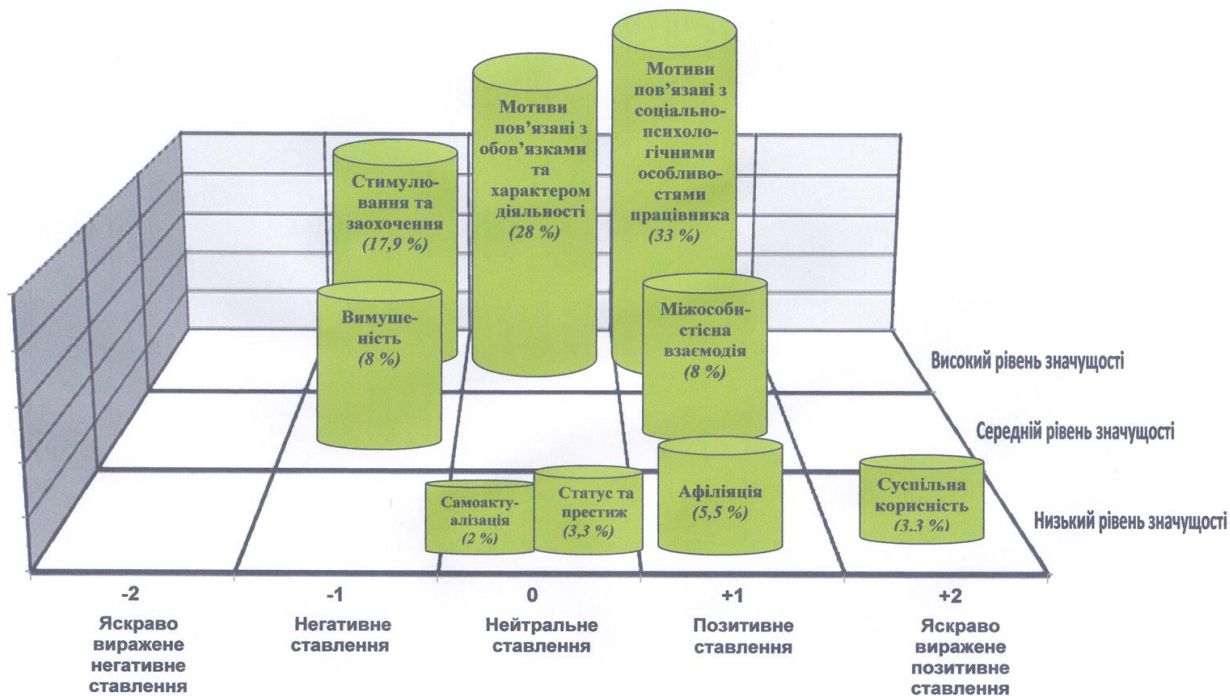 Мотиви
пов’язані з
соціально-
психоло-
гічними
особливо-
стями
працівника
(33 %)
Мотиви
пов’язані з
обов’язками
та
характером
діяльності
(28 %)
Стимулю-
вання та
заохочення
(17,9 %)
Вимуше-
ність
(8 %)
Міжособи-
стісна
взаємодія
(8 %)
Самоакту-
алізація
(2 %)
Статус та
престиж
(3,3 %)
Афіліяція
(5,5 %)
Суспільна
корисність
(3.3 %)
Високий рівень значущості
Середній рівень значущості
Низький рівень значущості
-2
Яскраво
виражене
негативне
ставлення
-1
Негативне
ставлення
0
Нейтральне
ставлення
+1
Позитивне
ставлення
+2
Яскраво
виражене
позитивне
ставлення